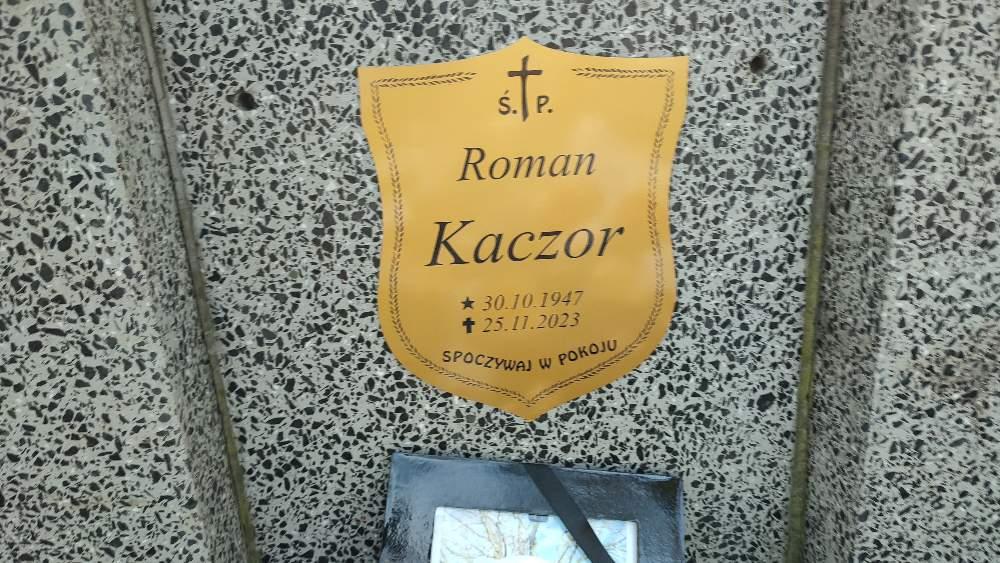 Ś. P.
Roman
Kaczor
★ 30.10.1947
✝ 25.11.2023
SPOCZYWAJ W POKOJU